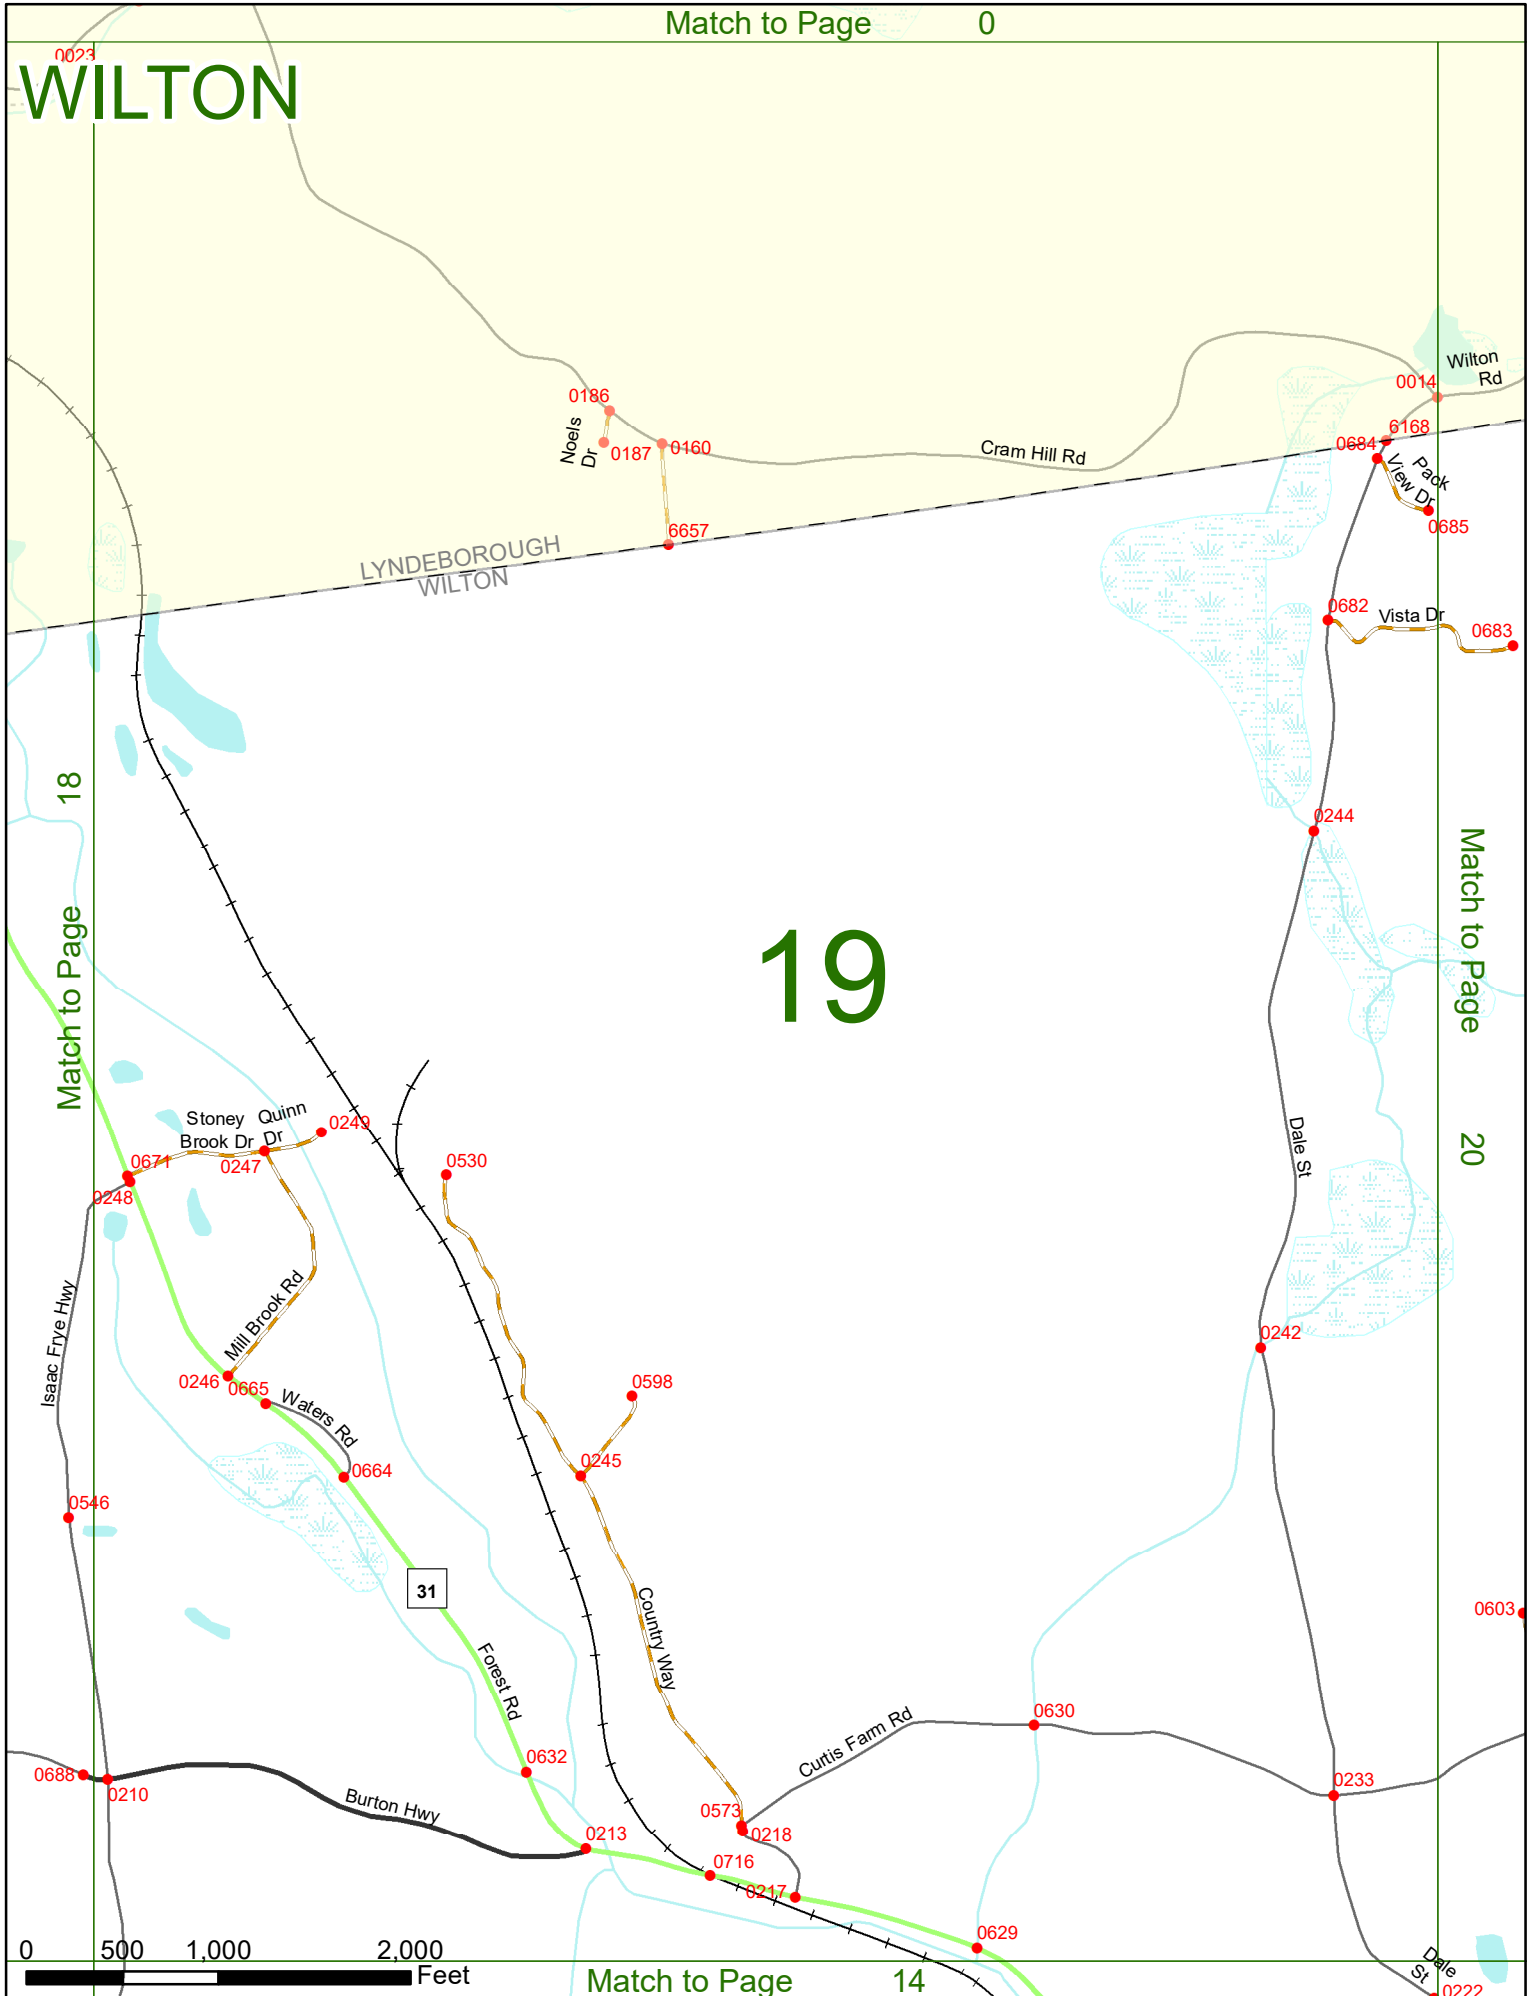 Match to Page 0
0023
WILTON
Wilton
Rd
0014
0186
Noels
Dr
0187
0160
Cram Hill Rd
6168
0684
Pack
View Dr
0685
6657
LYNDEBOROUGH
WILTON
0682
Vista Dr
0683
Match to Page 18
0244
Match to Page 20
19
Stoney
Brook Dr
Quinn
Dr
0249
0247
0671
0248
0530
Dale St
Isaac Frye Hwy
Mill Brook Rd
0242
0246
0665
Waters Rd
0598
0664
0245
0546
31
Country Way
0603
Forest Rd
0630
Curtis Farm Rd
0632
0688
0210
Burton Hwy
0233
0573
0218
0213
0716
0217
0629
0 500 1,000 2,000
Feet
Match to Page 14
Dale
St
0222